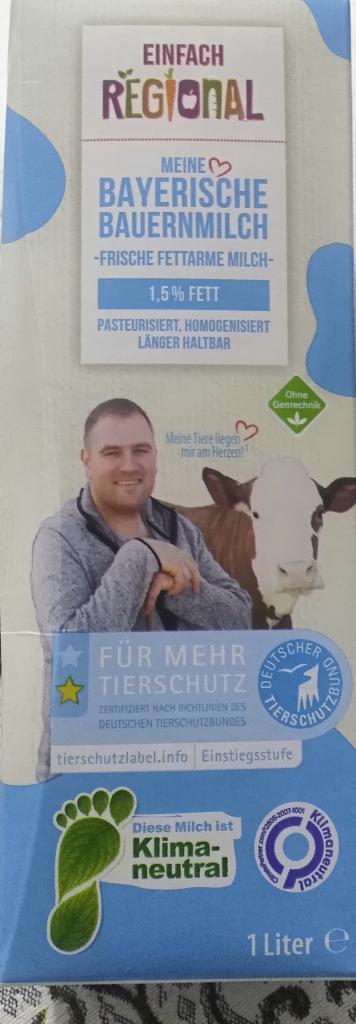 EINFACH
REGIONAL
MEINE
BAYERISCHE
BAUERNMILCH
-FRISCHE FETTARME MILCH-
1,5% FETT
PASTEURISIERT, HOMOGENISIERT
LÄNGER HALTBAR
Ohne
Gentechnik
Meine Tiere liegen
mir am Herzen!
FÜR MEHR
TIERSCHUTZ
ZERTIFIZIERT NACH RICHTLINIEN DES
DEUTSCHEN TIERSCHUTZBUNDES
DEUTSCHER
TIERSCHUTZBUND
tierschutzlabel.info | Einstiegsstufe
Diese Milch ist
Klima-
neutral
Klimaneutral
1 Liter ℮